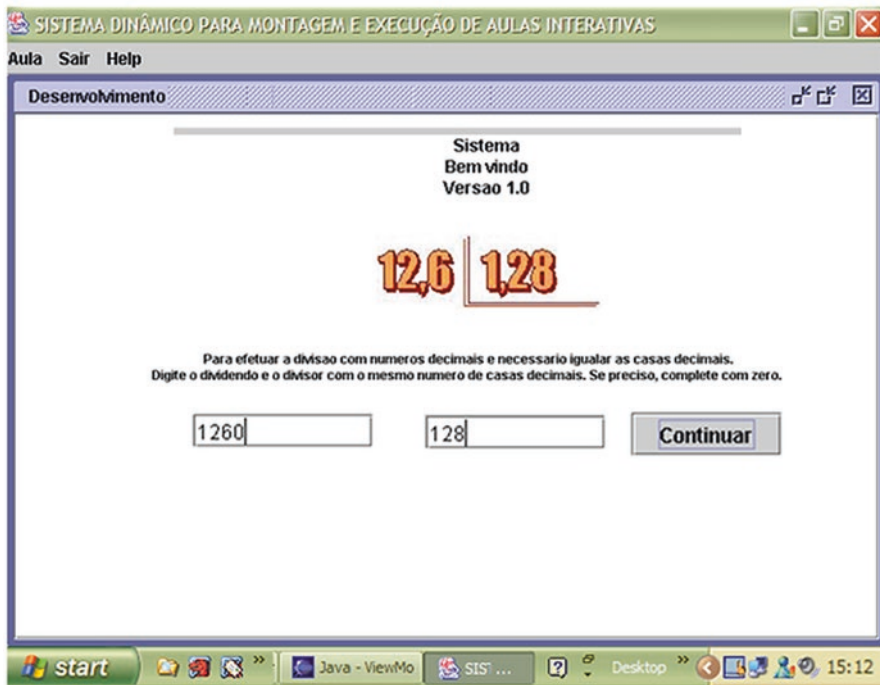 SISTEMA DINÂMICO PARA MONTAGEM E EXECUÇÃO DE AULAS INTERATIVAS
Aula Sair Help
Desenvolvimento
Sistema
Bem vindo
Versao 1.0
12,6 1,28
Para efetuar a divisao com numeros decimais e necessario igualar as casas decimais.
Digite o dividendo e o divisor com o mesmo numero de casas decimais. Se preciso, complete com zero.
1260 128 Continuar
start » Java - ViewMo SIS ... Desktop » 15:12